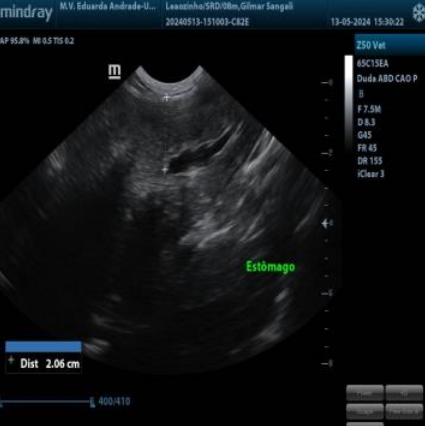 mindray
M.V. Eduarda Andrade-U...
Leaozinho/SRD/08m,Gilmar Sangali
20240513-151003-C82E
13-05-2024 15:30:22
AP 95.8% MI 0.5 TIS 0.2
Z50 Vet
65C15EA
Duda ABD CAO P
B
F 7.5M
D 8.3
G45
FR 45
DR 155
iClear 3
m
Estômago
+ Dist 2.06 cm
400/410